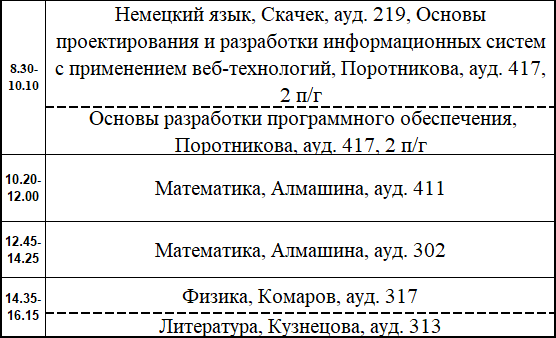 8.30-
10.10
Немецкий язык, Скачек, ауд. 219, Основы
проектирования и разработки информационных систем
с применением веб-технологий, Поротникова, ауд. 417,
2 п/г
Основы разработки программного обеспечения,
Поротникова, ауд. 417, 2 п/г
10.20-
12.00
Математика, Алмашина, ауд. 411
12.45-
14.25
Математика, Алмашина, ауд. 302
14.35-
16.15
Физика, Комаров, ауд. 317
Литература, Кузнецова, ауд. 313